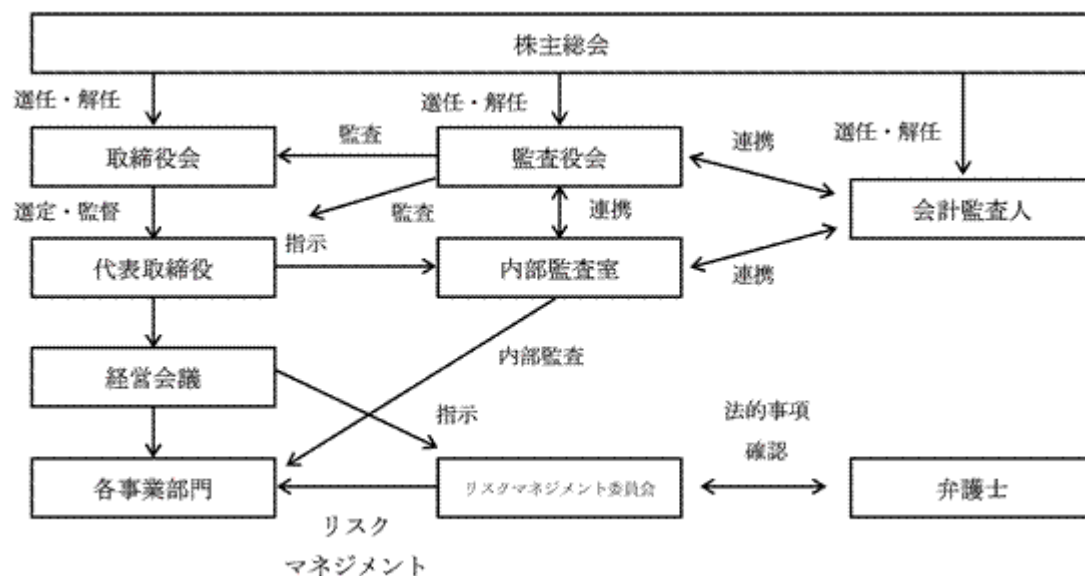 株主総会
選任・解任
選任・解任
選任・解任
取締役会
監査
監査役会
連携
会計監査人
選定・監督
監査
連携
指示
代表取締役
内部監査室
連携
経営会議
内部監査
指示
法的事項
確認
各事業部門
リスクマネジメント委員会
弁護士
リスク
マネジメント